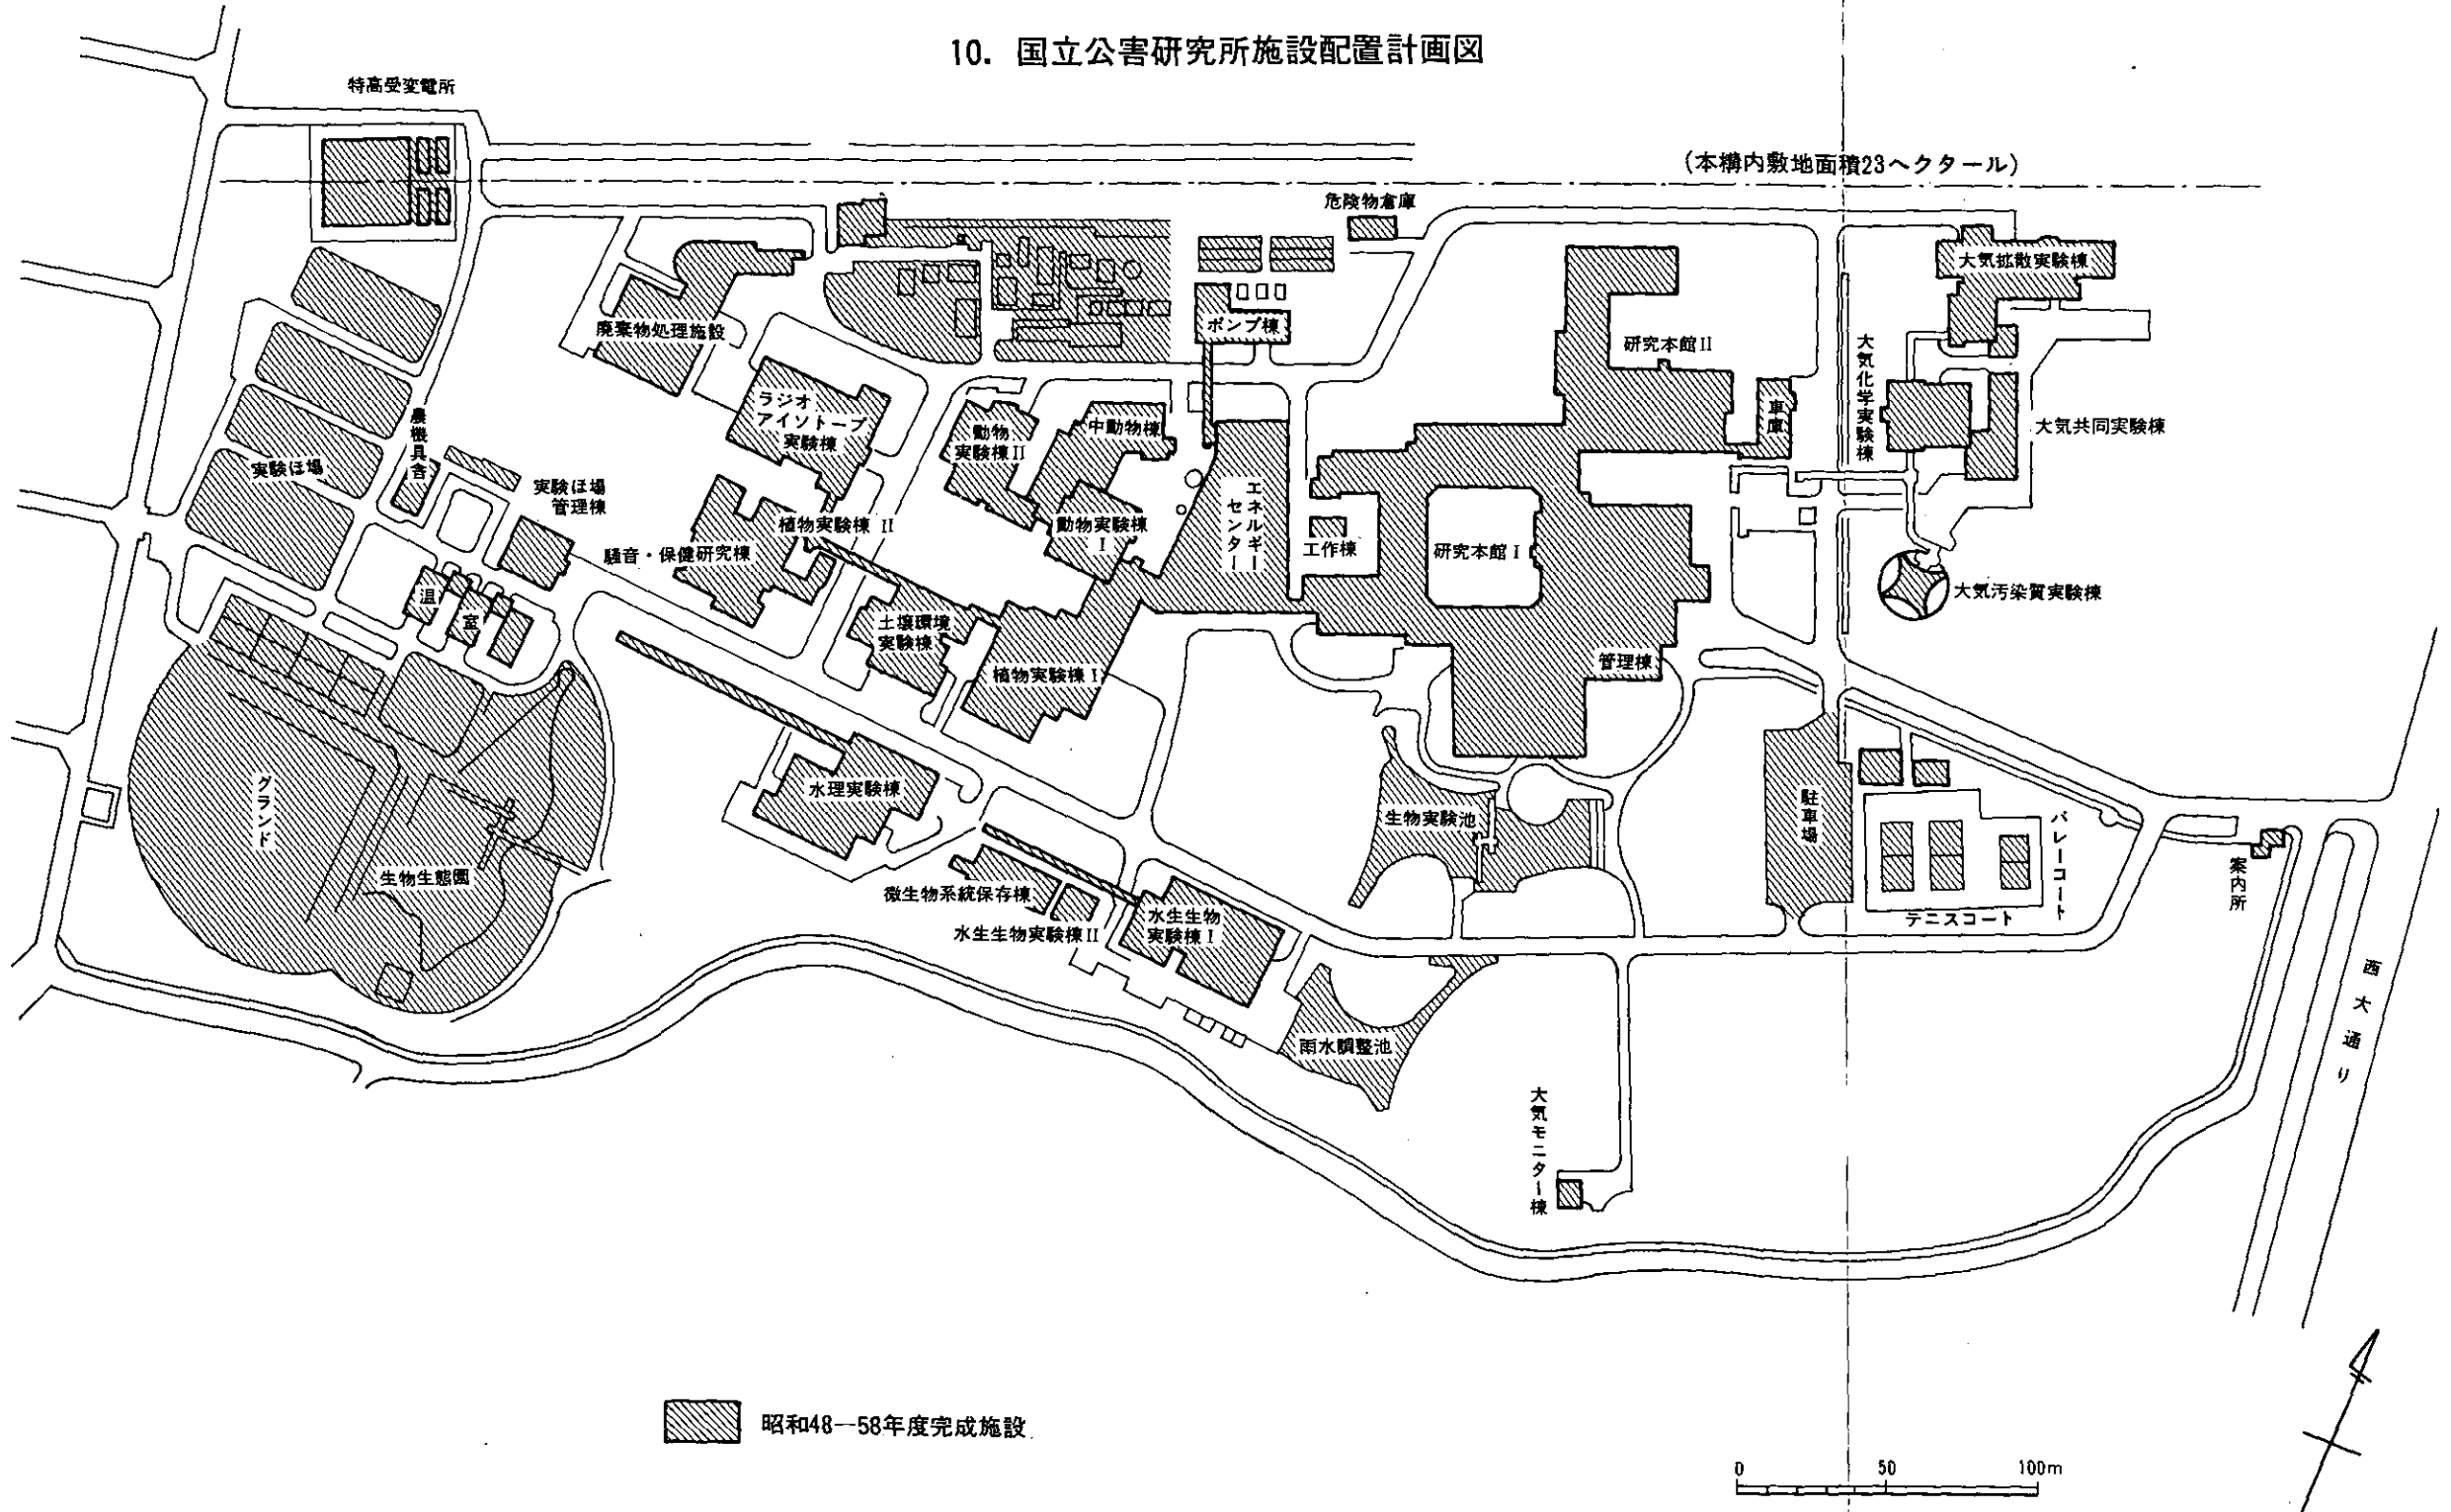 10. 国立公害研究所施設配置計画図
特高受変電所
(本構内敷地面積23ヘクタール)
危険物倉庫
大気拡散実験棟
廃棄物処理施設
ポンプ棟
研究本館II
大気化学実験棟
ラジオ
アイソトープ
実験棟
動物
実験棟II
中動物棟
車庫
大気共同実験棟
農機具舎
実験ほ場
実験ほ場
管理棟
エネルギー
センター
植物実験棟 II
動物実験棟
I
騒音・保健研究棟
工作棟
研究本館 I
大気汚染質実験棟
温
室
土壌環境
実験棟
植物実験棟 I
管理棟
水理実験棟
グランド
生物実験池
駐車場
バレーコート
生物生態園
微生物系統保存棟
水生生物
実験棟 I
テニスコート
案内所
水生生物実験棟II
西大通り
雨水調整池
大気モニター棟
昭和48—58年度完成施設
0 50 100m